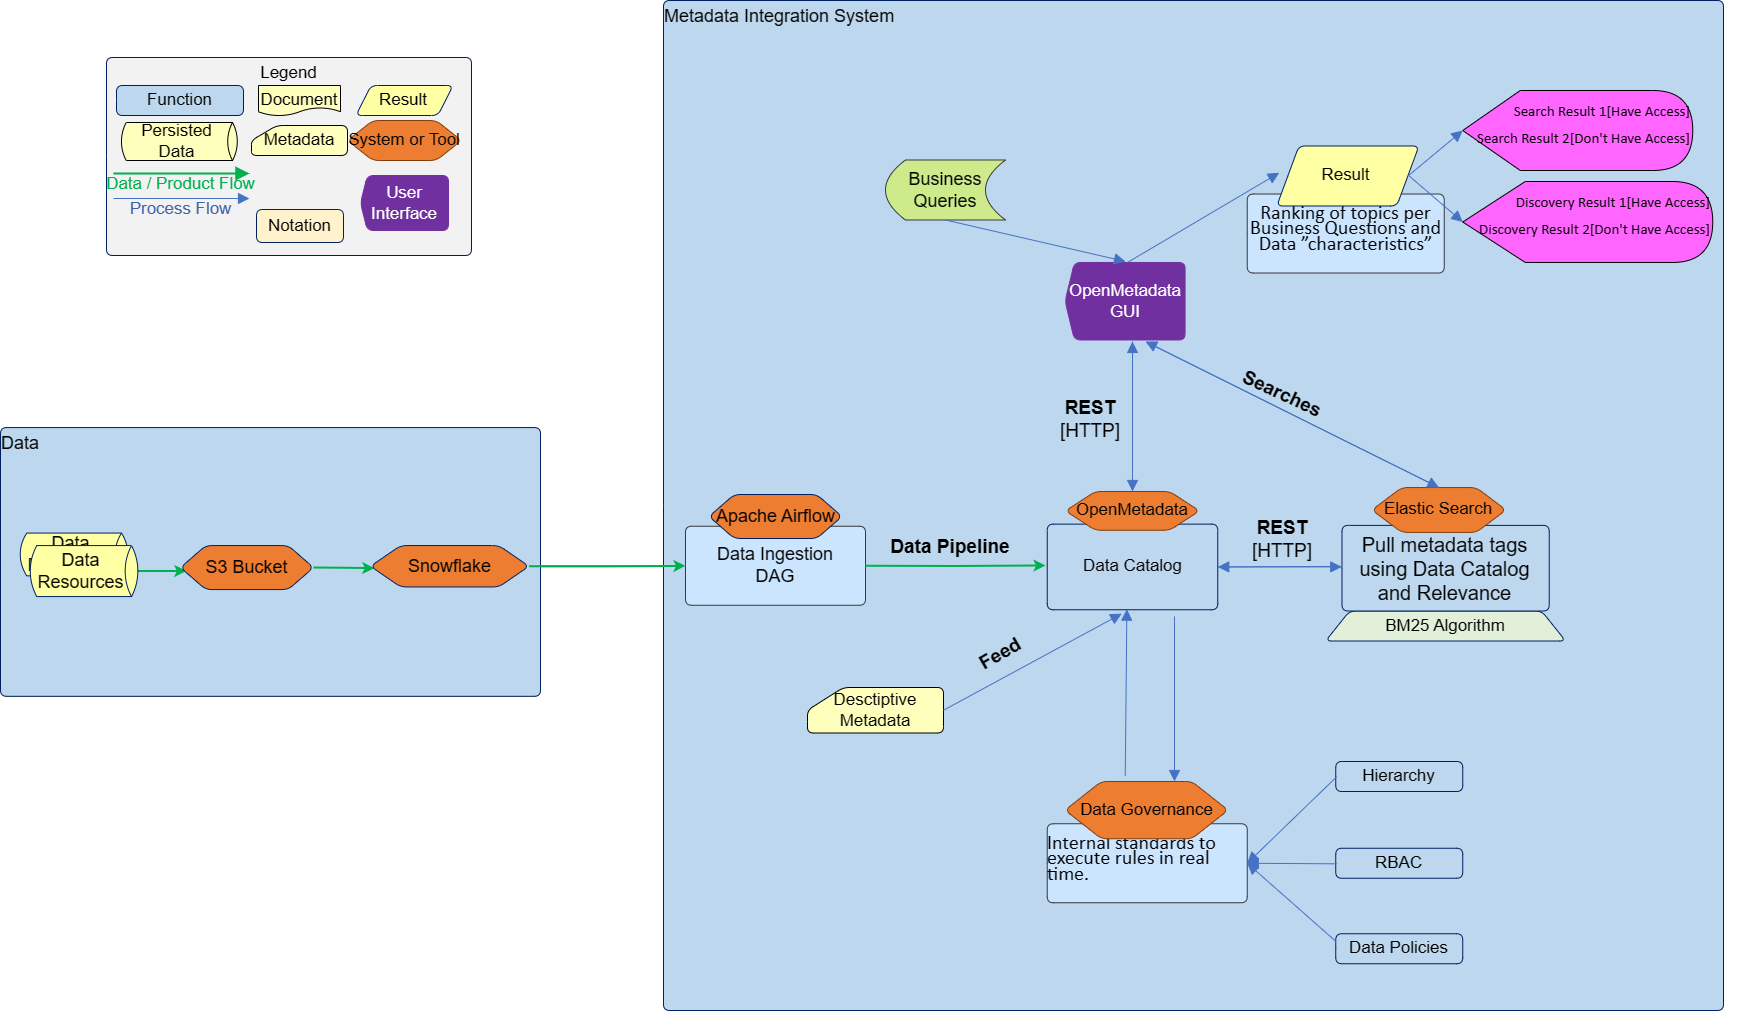 Metadata Integration System
Legend
Function
Document
Result
Persisted
Data
Metadata
System or Tool
Data / Product Flow
Process Flow
User
Interface
Notation
Business
Queries
Result
Ranking of topics per
Business Questions and
Data ”characteristics”
Search Result 1[Have Access]
Search Result 2[Don't Have Access]
Discovery Result 1[Have Access]
Discovery Result 2[Don't Have Access]
OpenMetadata
GUI
REST
[HTTP]
Searches
Data
Data
Data
Resources
S3 Bucket
Snowflake
Apache Airflow
Data Ingestion
DAG
Data Pipeline
OpenMetadata
Data Catalog
REST
[HTTP]
Elastic Search
Pull metadata tags
using Data Catalog
and Relevance
BM25 Algorithm
Feed
Desctiptive
Metadata
Data Governance
Internal standards to
execute rules in real
time.
Hierarchy
RBAC
Data Policies